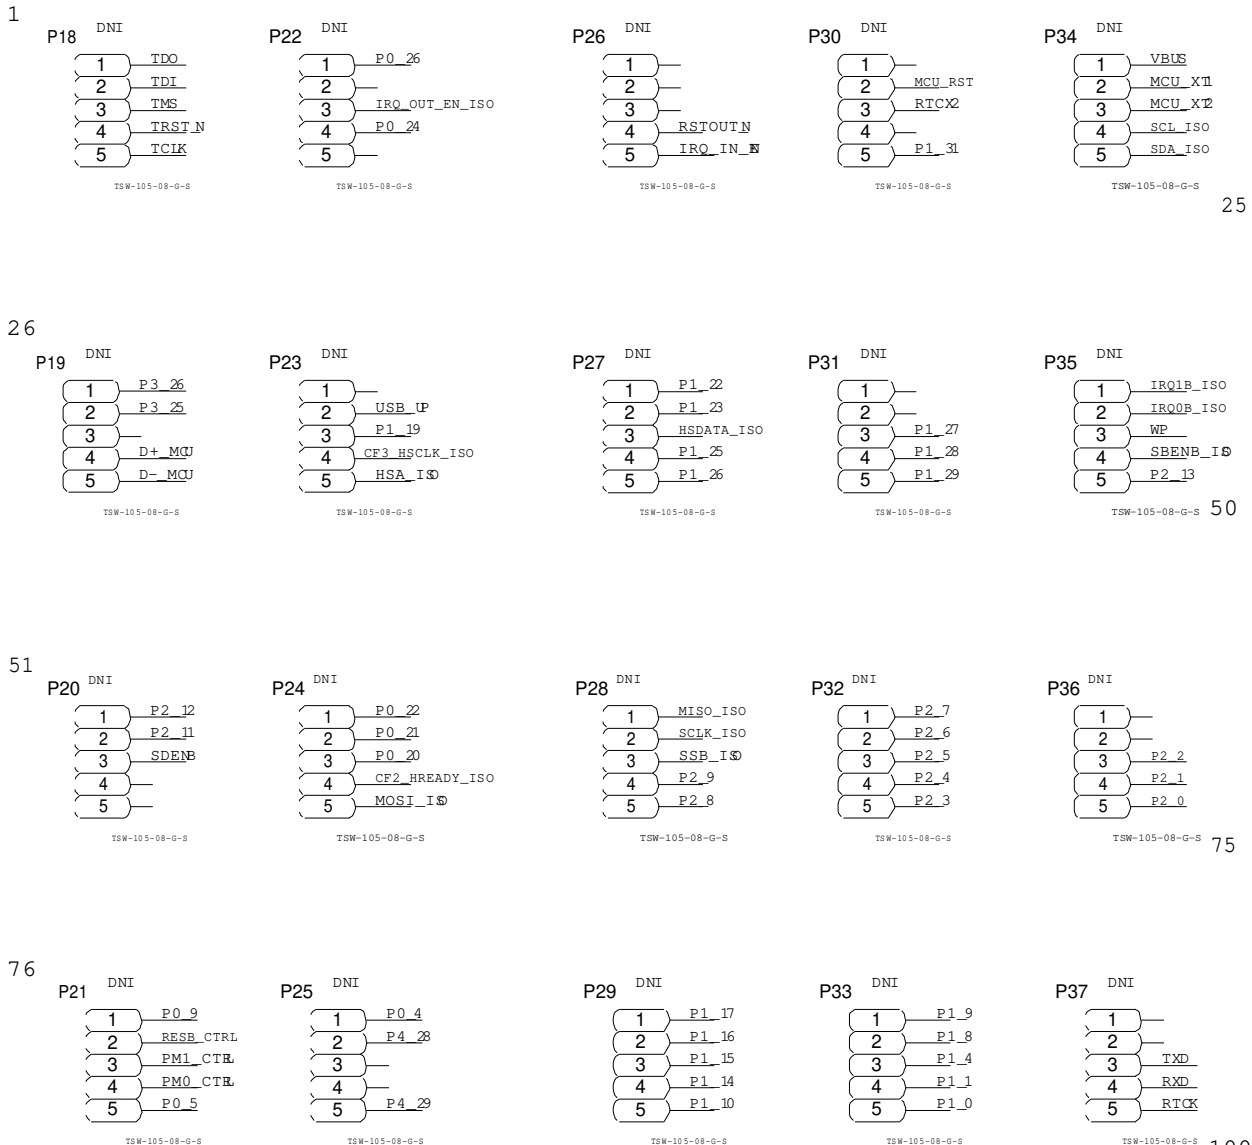 1
P18 DNI
1 TDO
2 TDI
3 TMS
4 TRST_N
5 TCLK
TSW-105-08-G-S
P22 DNI
1 P0_26
2
3 IRQ_OUT_EN_ISO
4 P0_24
5
TSW-105-08-G-S
P26 DNI
1
2
3
4 RSTOUT_N
5 IRQ_IN_EN
TSW-105-08-G-S
P30 DNI
1
2 MCU_RST
3 RTCX2
4
5 P1_31
TSW-105-08-G-S
P34 DNI
1 VBUS
2 MCU_XT1
3 MCU_XT2
4 SCL_ISO
5 SDA_ISO
TSW-105-08-G-S
25
26
P19 DNI
1 P3_26
2 P3_25
3
4 D+_MCU
5 D-_MCU
TSW-105-08-G-S
P23 DNI
1
2 USB_UP
3 P1_19
4 CF3_HSCLK_ISO
5 HSA_ISO
TSW-105-08-G-S
P27 DNI
1 P1_22
2 P1_23
3 HSDATA_ISO
4 P1_25
5 P1_26
TSW-105-08-G-S
P31 DNI
1
2
3 P1_27
4 P1_28
5 P1_29
TSW-105-08-G-S
P35 DNI
1 IRQ1B_ISO
2 IRQ0B_ISO
3 WP
4 SBENB_ISO
5 P2_13
TSW-105-08-G-S
50
51
P20 DNI
1 P2_12
2 P2_11
3 SDENB
4
5
TSW-105-08-G-S
P24 DNI
1 P0_22
2 P0_21
3 P0_20
4 CF2_HREADY_ISO
5 MOSI_ISO
TSW-105-08-G-S
P28 DNI
1 MISO_ISO
2 SCLK_ISO
3 SSB_ISO
4 P2_9
5 P2_8
TSW-105-08-G-S
P32 DNI
1 P2_7
2 P2_6
3 P2_5
4 P2_4
5 P2_3
TSW-105-08-G-S
P36 DNI
1
2
3 P2_2
4 P2_1
5 P2_0
TSW-105-08-G-S
75
76
P21 DNI
1 P0_9
2 RESB_CTRL
3 PM1_CTRL
4 PM0_CTRL
5 P0_5
TSW-105-08-G-S
P25 DNI
1 P0_4
2 P4_28
3
4
5 P4_29
TSW-105-08-G-S
P29 DNI
1 P1_17
2 P1_16
3 P1_15
4 P1_14
5 P1_10
TSW-105-08-G-S
P33 DNI
1 P1_9
2 P1_8
3 P1_4
4 P1_1
5 P1_0
TSW-105-08-G-S
P37 DNI
1
2
3 TXD
4 RXD
5 RTCK
TSW-105-08-G-S